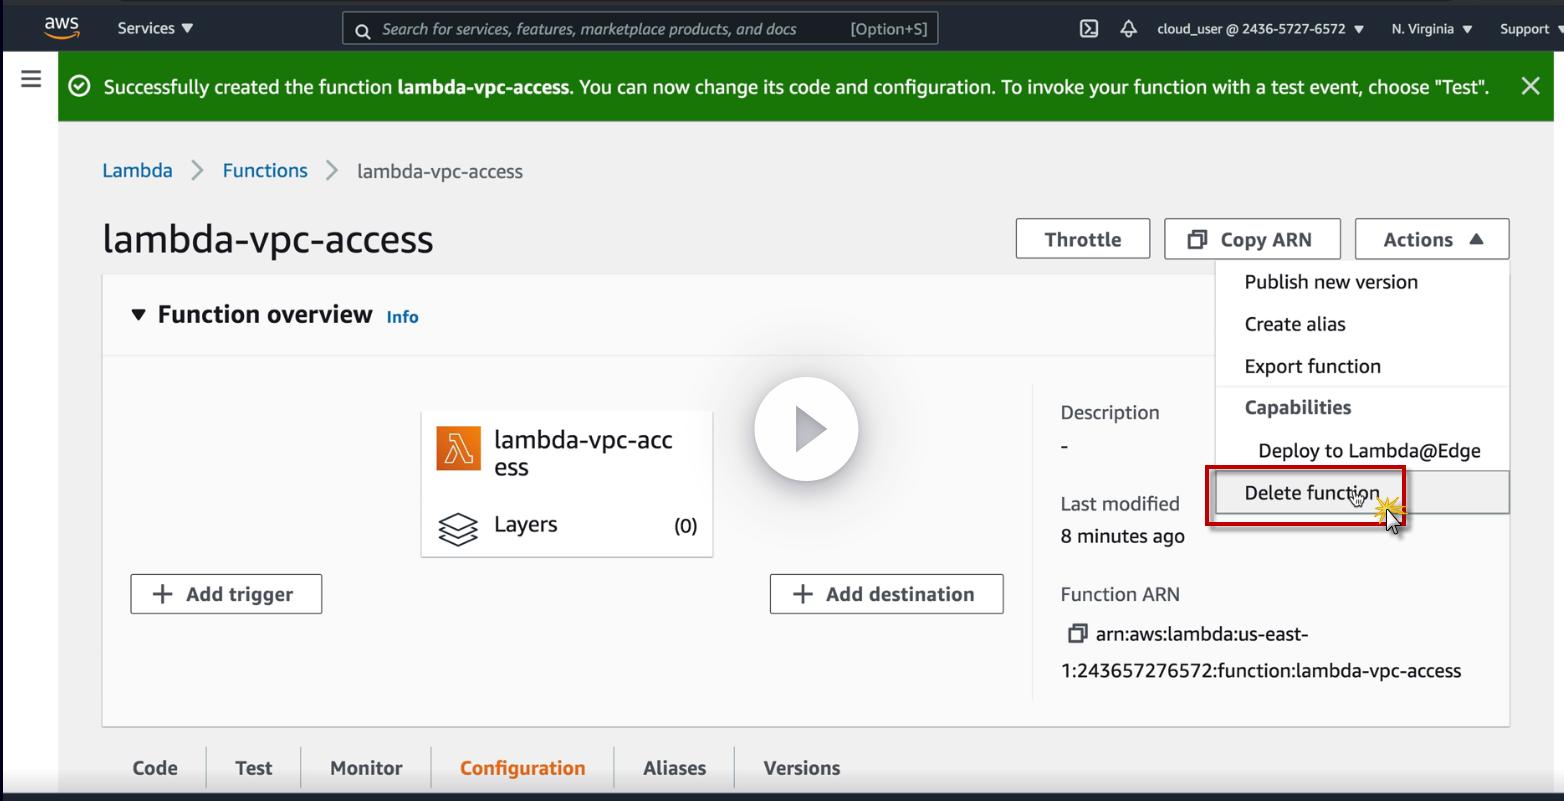 aws
Services ▼
Search for services, features, marketplace products, and docs [Option+S]
cloud_user @ 2436-5727-6572 ▼
N. Virginia ▼
Support
Successfully created the function lambda-vpc-access. You can now change its code and configuration. To invoke your function with a test event, choose "Test".
Lambda > Functions > lambda-vpc-access
lambda-vpc-access
Throttle
Copy ARN
Actions ▲
Publish new version
Create alias
Export function
Capabilities
Deploy to Lambda@Edge
Delete function
▼ Function overview Info
lambda-vpc-acc
ess
Layers (0)
+ Add trigger
+ Add destination
Description
-
Last modified
8 minutes ago
Function ARN
arn:aws:lambda:us-east-
1:243657276572:function:lambda-vpc-access
Code
Test
Monitor
Configuration
Aliases
Versions